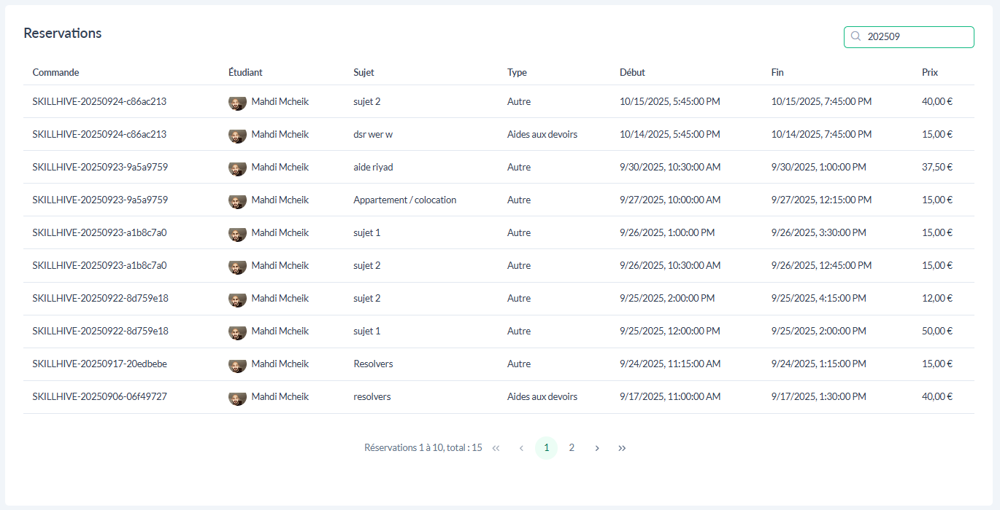 Reservations
202509
Commande Étudiant Sujet Type Début Fin Prix
SKILLHIVE-20250924-c86ac213 Mahdi Mcheik sujet 2 Autre 10/15/2025, 5:45:00 PM 10/15/2025, 7:45:00 PM 40,00 €
SKILLHIVE-20250924-c86ac213 Mahdi Mcheik dsr wer w Aides aux devoirs 10/14/2025, 5:45:00 PM 10/14/2025, 7:45:00 PM 15,00 €
SKILLHIVE-20250923-9a5a9759 Mahdi Mcheik aide riyad Autre 9/30/2025, 10:30:00 AM 9/30/2025, 1:00:00 PM 37,50 €
SKILLHIVE-20250923-9a5a9759 Mahdi Mcheik Appartement / colocation Autre 9/27/2025, 10:00:00 AM 9/27/2025, 12:15:00 PM 15,00 €
SKILLHIVE-20250923-a1b8c7a0 Mahdi Mcheik sujet 1 Autre 9/26/2025, 1:00:00 PM 9/26/2025, 3:30:00 PM 15,00 €
SKILLHIVE-20250923-a1b8c7a0 Mahdi Mcheik sujet 2 Autre 9/26/2025, 10:30:00 AM 9/26/2025, 12:45:00 PM 15,00 €
SKILLHIVE-20250922-8d759e18 Mahdi Mcheik sujet 2 Autre 9/25/2025, 2:00:00 PM 9/25/2025, 4:15:00 PM 12,00 €
SKILLHIVE-20250922-8d759e18 Mahdi Mcheik sujet 1 Autre 9/25/2025, 12:00:00 PM 9/25/2025, 2:00:00 PM 50,00 €
SKILLHIVE-20250917-20edbebe Mahdi Mcheik Resolvers Autre 9/24/2025, 11:15:00 AM 9/24/2025, 1:15:00 PM 15,00 €
SKILLHIVE-20250906-06f49727 Mahdi Mcheik resolvers Aides aux devoirs 9/17/2025, 11:00:00 AM 9/17/2025, 1:30:00 PM 40,00 €
Réservations 1 à 10, total : 15 « ‹ 1 2 › »